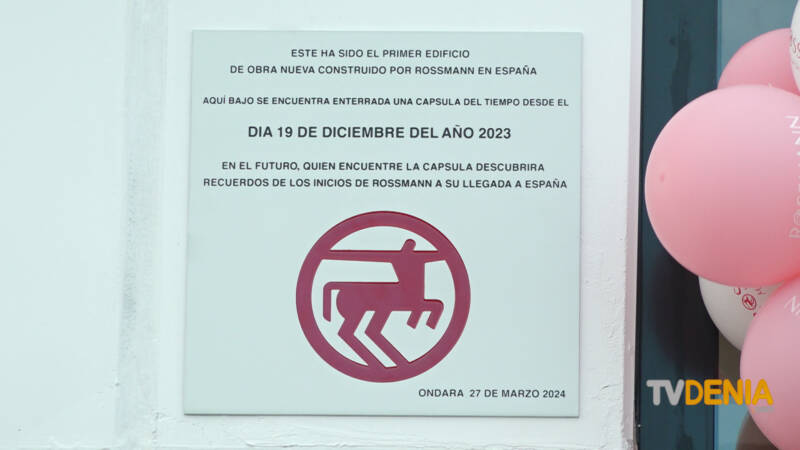 ESTE HA SIDO EL PRIMER EDIFICIO
DE OBRA NUEVA CONSTRUIDO POR ROSSMANN EN ESPAÑA
AQUÍ BAJO SE ENCUENTRA ENTERRADA UNA CAPSULA DEL TIEMPO DESDE EL
DIA 19 DE DICIEMBRE DEL AÑO 2023
EN EL FUTURO, QUIEN ENCUENTRE LA CAPSULA DESCUBRIRA
RECUERDOS DE LOS INICIOS DE ROSSMANN A SU LLEGADA A ESPAÑA
ONDARA 27 DE MARZO 2024
TVDENIA